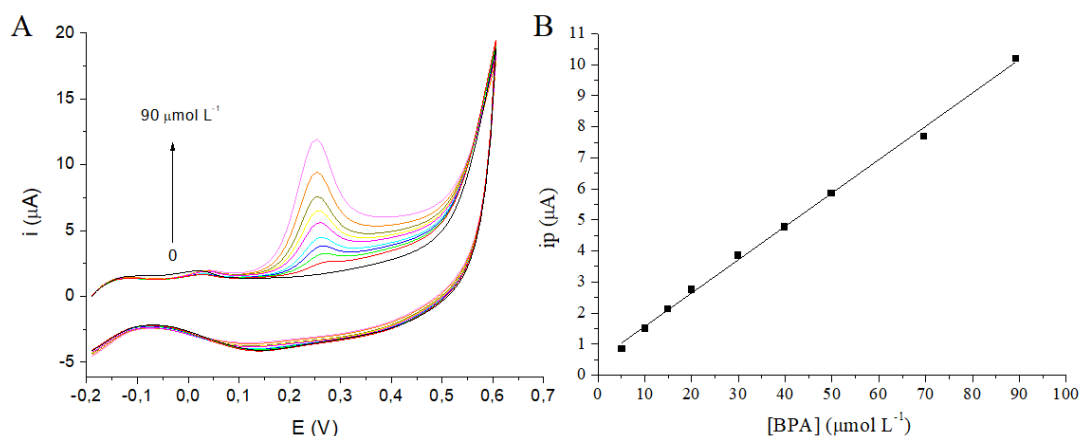 A
20
15
10
5
0
-5
i (μA)
90 μmol L⁻¹
0
-0,2 -0,1 0,0 0,1 0,2 0,3 0,4 0,5 0,6 0,7
E (V)
B
11
10
9
8
7
6
5
4
3
2
1
0
ip (μA)
0 10 20 30 40 50 60 70 80 90 100
[BPA] (μmol L⁻¹)